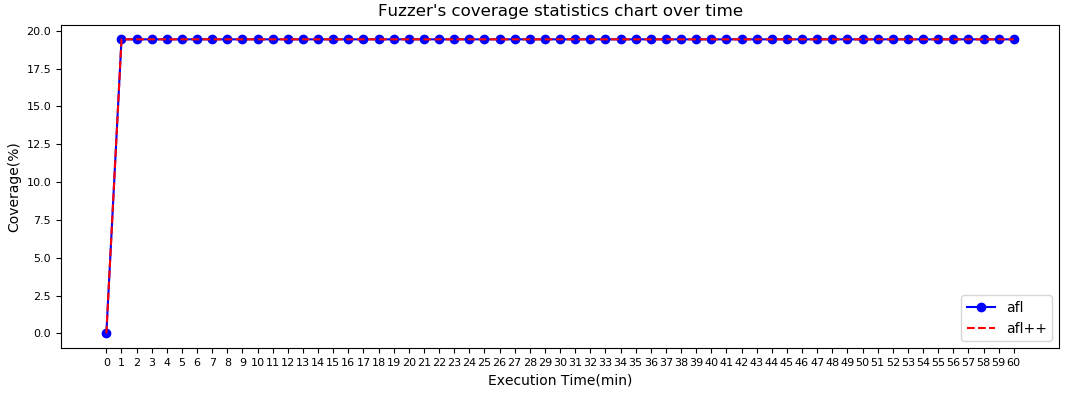 Fuzzer's coverage statistics chart over time
20.0
17.5
15.0
12.5
10.0
7.5
5.0
2.5
0.0
Coverage(%)
afl
afl++
0 1 2 3 4 5 6 7 8 9 10 11 12 13 14 15 16 17 18 19 20 21 22 23 24 25 26 27 28 29 30 31 32 33 34 35 36 37 38 39 40 41 42 43 44 45 46 47 48 49 50 51 52 53 54 55 56 57 58 59 60
Execution Time(min)